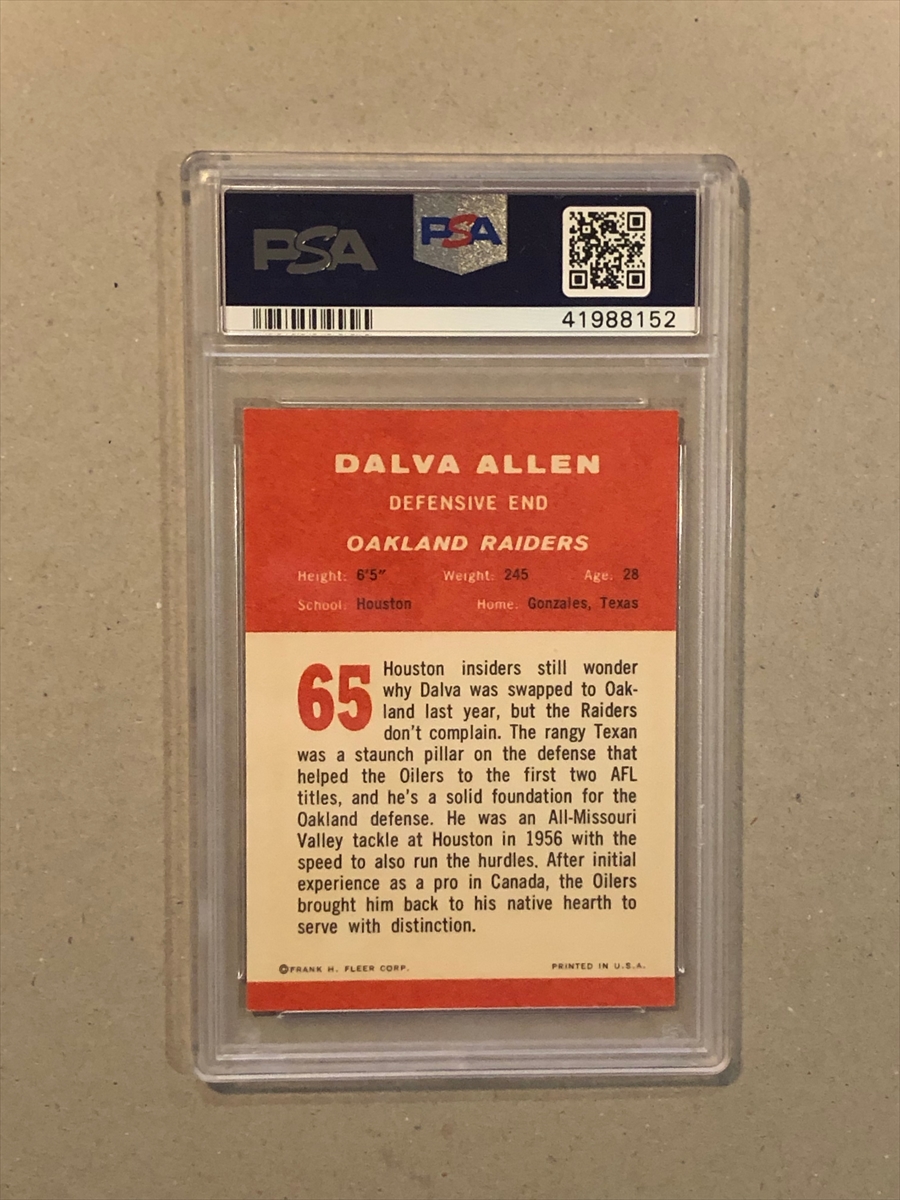 PSA PSA
41988152
DALVA ALLEN
DEFENSIVE END
OAKLAND RAIDERS
Height: 6'5" Weight: 245 Age: 28
School: Houston Home: Gonzales, Texas
65 Houston insiders still wonder
why Dalva was swapped to Oak-
land last year, but the Raiders
don't complain. The rangy Texan
was a staunch pillar on the defense that
helped the Oilers to the first two AFL
titles, and he's a solid foundation for the
Oakland defense. He was an All-Missouri
Valley tackle at Houston in 1956 with the
speed to also run the hurdles. After initial
experience as a pro in Canada, the Oilers
brought him back to his native hearth to
serve with distinction.
©FRANK H. FLEER CORP. PRINTED IN U.S.A.